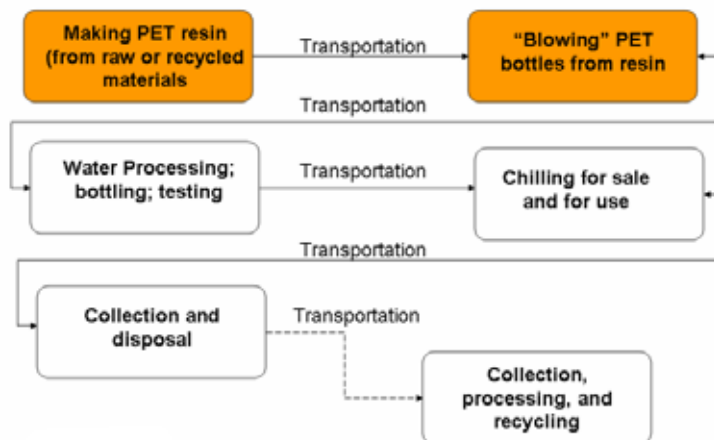 Making PET resin
(from raw or recycled
materials
Transportation
“Blowing” PET
bottles from resin
Transportation
Water Processing;
bottling; testing
Transportation
Chilling for sale
and for use
Transportation
Collection and
disposal
Transportation
Collection,
processing, and
recycling